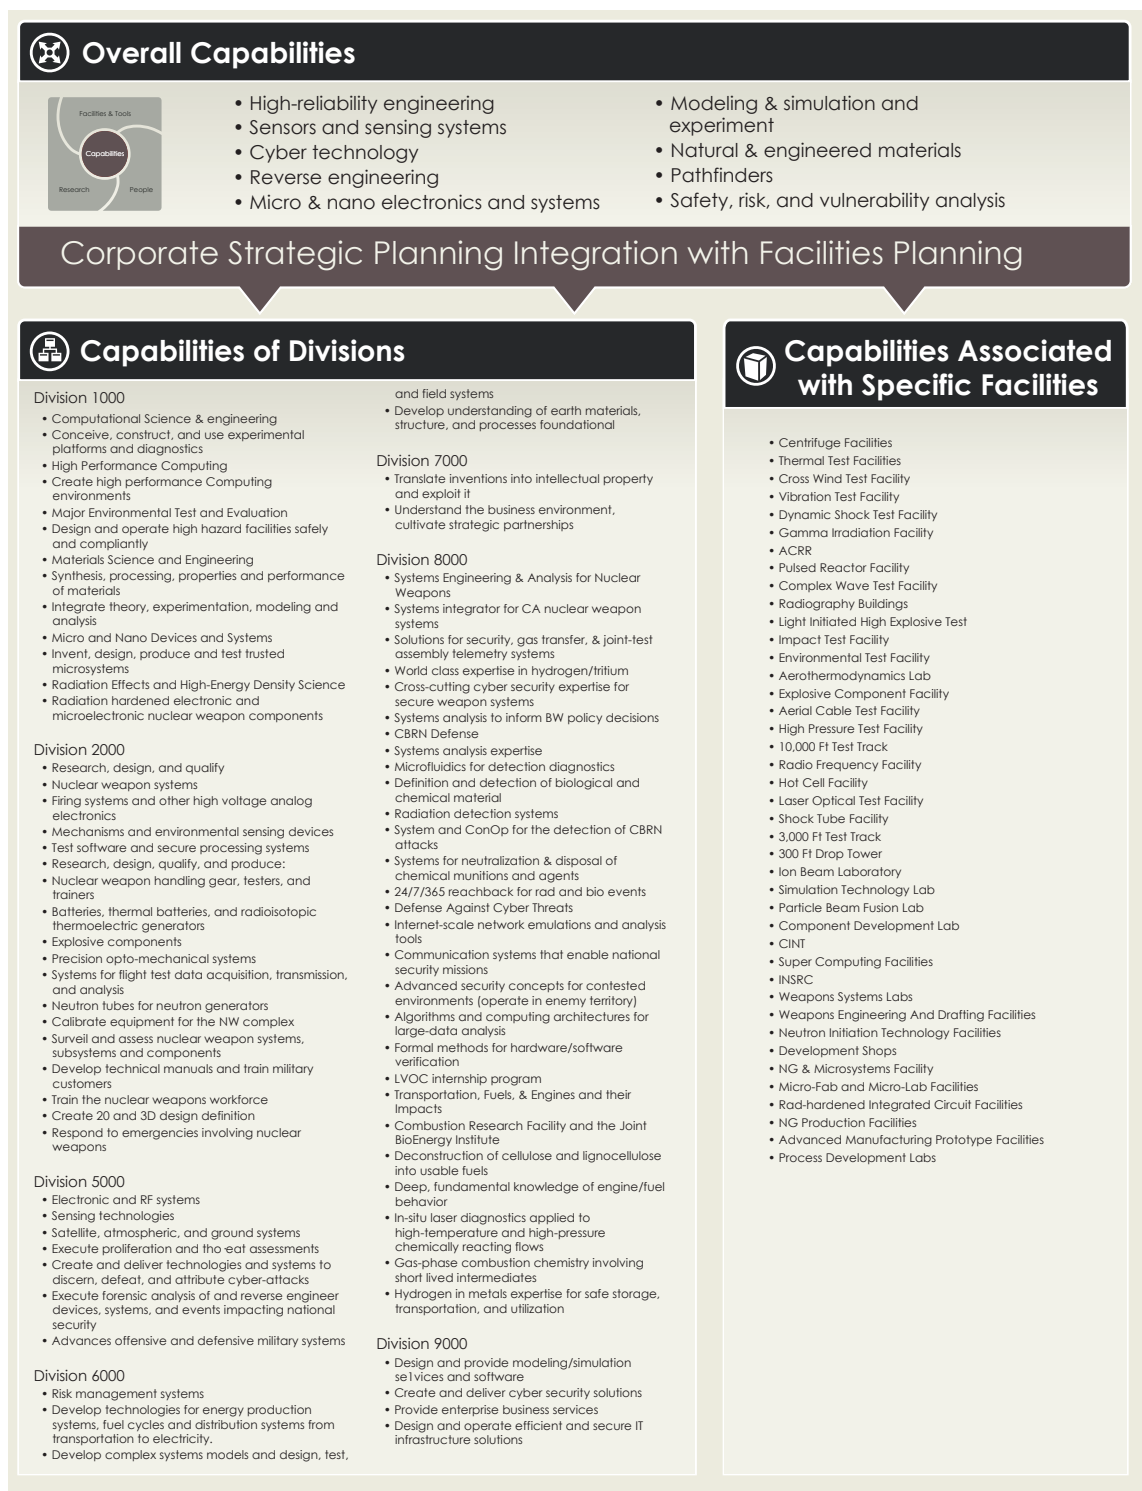 Overall Capabilities
Facilities & Tools
Capabilities
Research
People
• High-reliability engineering
• Sensors and sensing systems
• Cyber technology
• Reverse engineering
• Micro & nano electronics and systems
• Modeling & simulation and
experiment
• Natural & engineered materials
• Pathfinders
• Safety, risk, and vulnerability analysis
Corporate Strategic Planning Integration with Facilities Planning
Capabilities of Divisions
Division 1000
• Computational Science & engineering
• Conceive, construct, and use experimental
platforms and diagnostics
• High Performance Computing
• Create high performance Computing
environments
• Major Environmental Test and Evaluation
• Design and operate high hazard facilities safely
and compliantly
• Materials Science and Engineering
• Synthesis, processing, properties and performance
of materials
• Integrate theory, experimentation, modeling and
analysis
• Micro and Nano Devices and Systems
• Invent, design, produce and test trusted
microsystems
• Radiation Effects and High-Energy Density Science
• Radiation hardened electronic and
microelectronic nuclear weapon components
Division 2000
• Research, design, and qualify
• Nuclear weapon systems
• Firing systems and other high voltage analog
electronics
• Mechanisms and environmental sensing devices
• Test software and secure processing systems
• Research, design, qualify, and produce:
• Nuclear weapon handling gear, testers, and
trainers
• Batteries, thermal batteries, and radioisotopic
thermoelectric generators
• Explosive components
• Precision opto-mechanical systems
• Systems for flight test data acquisition, transmission,
and analysis
• Neutron tubes for neutron generators
• Calibrate equipment for the NW complex
• Surveil and assess nuclear weapon systems,
subsystems and components
• Develop technical manuals and train military
customers
• Train the nuclear weapons workforce
• Create 20 and 3D design definition
• Respond to emergencies involving nuclear
weapons
Division 5000
• Electronic and RF systems
• Sensing technologies
• Satellite, atmospheric, and ground systems
• Execute proliferation and tho·eat assessments
• Create and deliver technologies and systems to
discern, defeat, and attribute cyber-attacks
• Execute forensic analysis of and reverse engineer
devices, systems, and events impacting national
security
• Advances offensive and defensive military systems
Division 6000
• Risk management systems
• Develop technologies for energy production
systems, fuel cycles and distribution systems from
transportation to electricity.
• Develop complex systems models and design, test,
and field systems
• Develop understanding of earth materials,
structure, and processes foundational
Division 7000
• Translate inventions into intellectual property
and exploit it
• Understand the business environment,
cultivate strategic partnerships
Division 8000
• Systems Engineering & Analysis for Nuclear
Weapons
• Systems integrator for CA nuclear weapon
systems
• Solutions for security, gas transfer, & joint-test
assembly telemetry systems
• World class expertise in hydrogen/tritium
• Cross-cutting cyber security expertise for
secure weapon systems
• Systems analysis to inform BW policy decisions
• CBRN Defense
• Systems analysis expertise
• Microfluidics for detection diagnostics
• Definition and detection of biological and
chemical material
• Radiation detection systems
• System and ConOp for the detection of CBRN
attacks
• Systems for neutralization & disposal of
chemical munitions and agents
• 24/7/365 reachback for rad and bio events
• Defense Against Cyber Threats
• Internet-scale network emulations and analysis
tools
• Communication systems that enable national
security missions
• Advanced security concepts for contested
environments (operate in enemy territory)
• Algorithms and computing architectures for
large-data analysis
• Formal methods for hardware/software
verification
• LVOC internship program
• Transportation, Fuels, & Engines and their
Impacts
• Combustion Research Facility and the Joint
BioEnergy Institute
• Deconstruction of cellulose and lignocellulose
into usable fuels
• Deep, fundamental knowledge of engine/fuel
behavior
• In-situ laser diagnostics applied to
high-temperature and high-pressure
chemically reacting flows
• Gas-phase combustion chemistry involving
short lived intermediates
• Hydrogen in metals expertise for safe storage,
transportation, and utilization
Division 9000
• Design and provide modeling/simulation
se1vices and software
• Create and deliver cyber security solutions
• Provide enterprise business services
• Design and operate efficient and secure IT
infrastructure solutions
Capabilities Associated
with Specific Facilities
• Centrifuge Facilities
• Thermal Test Facilities
• Cross Wind Test Facility
• Vibration Test Facility
• Dynamic Shock Test Facility
• Gamma Irradiation Facility
• ACRR
• Pulsed Reactor Facility
• Complex Wave Test Facility
• Radiography Buildings
• Light Initiated High Explosive Test
• Impact Test Facility
• Environmental Test Facility
• Aerothermodynamics Lab
• Explosive Component Facility
• Aerial Cable Test Facility
• High Pressure Test Facility
• 10,000 Ft Test Track
• Radio Frequency Facility
• Hot Cell Facility
• Laser Optical Test Facility
• Shock Tube Facility
• 3,000 Ft Test Track
• 300 Ft Drop Tower
• Ion Beam Laboratory
• Simulation Technology Lab
• Particle Beam Fusion Lab
• Component Development Lab
• CINT
• Super Computing Facilities
• INSRC
• Weapons Systems Labs
• Weapons Engineering And Drafting Facilities
• Neutron Initiation Technology Facilities
• Development Shops
• NG & Microsystems Facility
• Micro-Fab and Micro-Lab Facilities
• Rad-hardened Integrated Circuit Facilities
• NG Production Facilities
• Advanced Manufacturing Prototype Facilities
• Process Development Labs